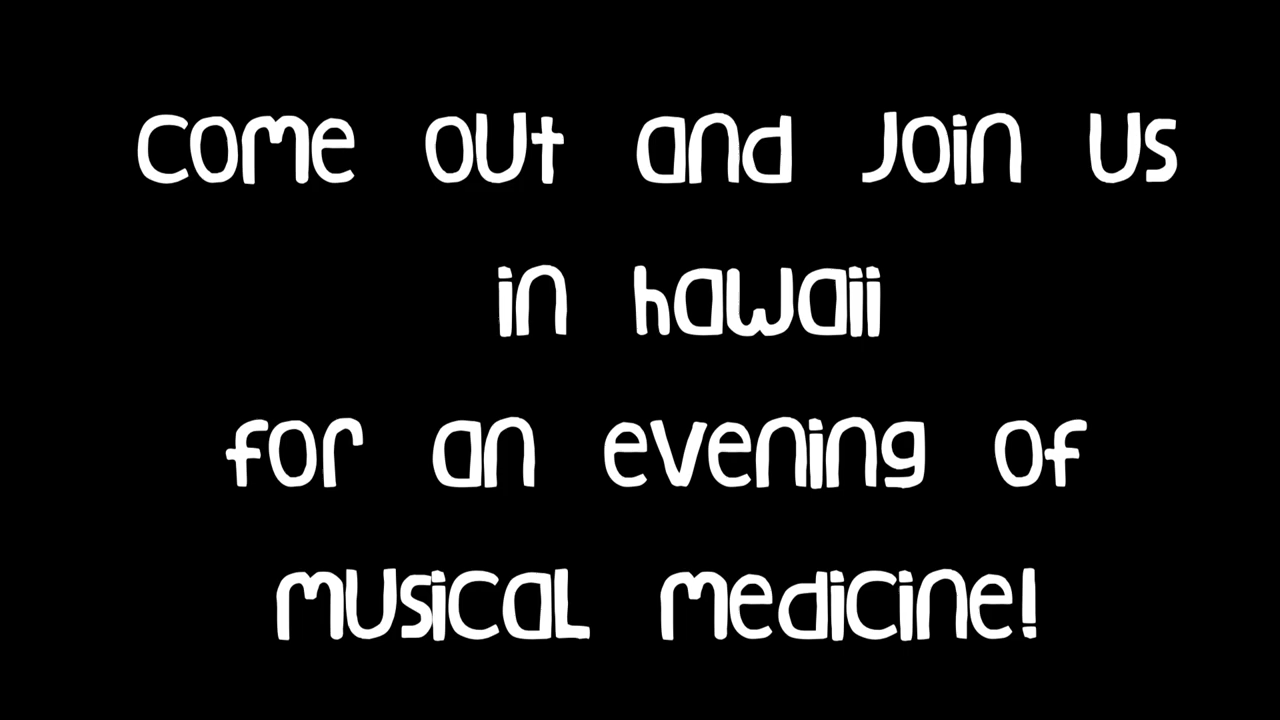 Come out and Join us
in hawaii
for an evening of
musical medicine!